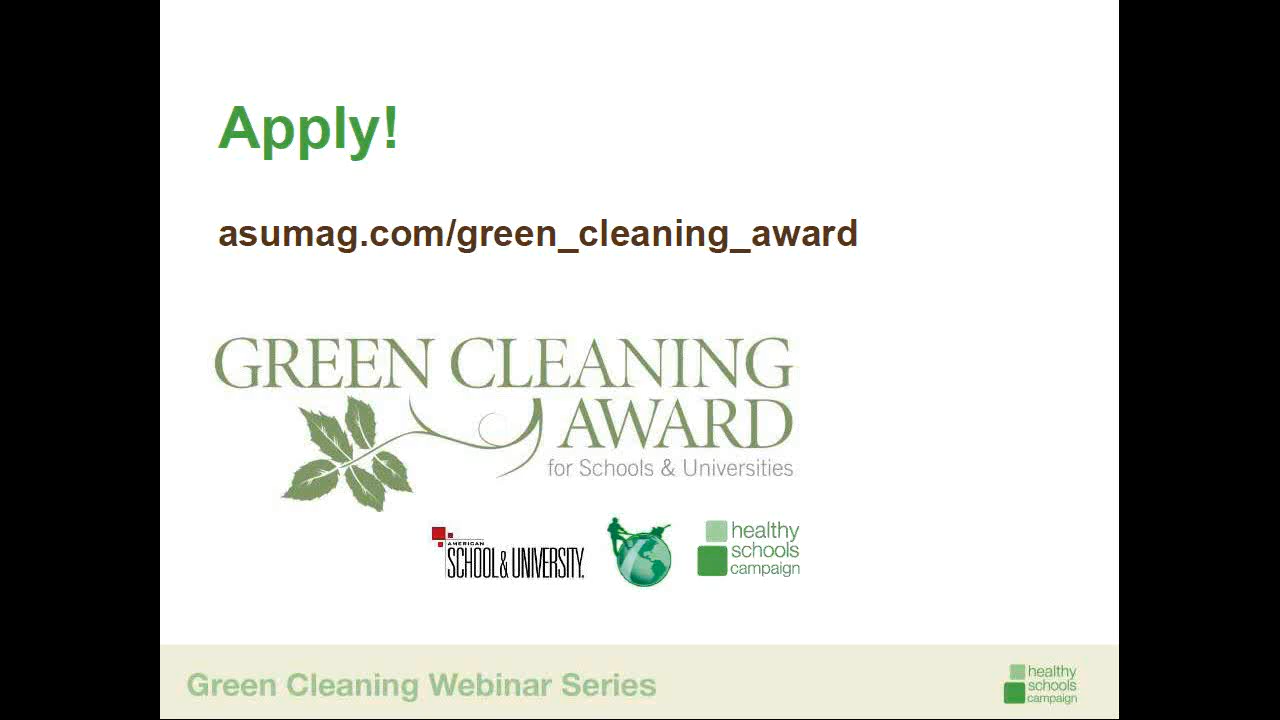 Apply!
asumag.com/green_cleaning_award
GREEN CLEANING
AWARD
for Schools & Universities
AMERICAN
SCHOOL & UNIVERSITY.
healthy
schools
campaign
Green Cleaning Webinar Series
healthy
schools
campaign